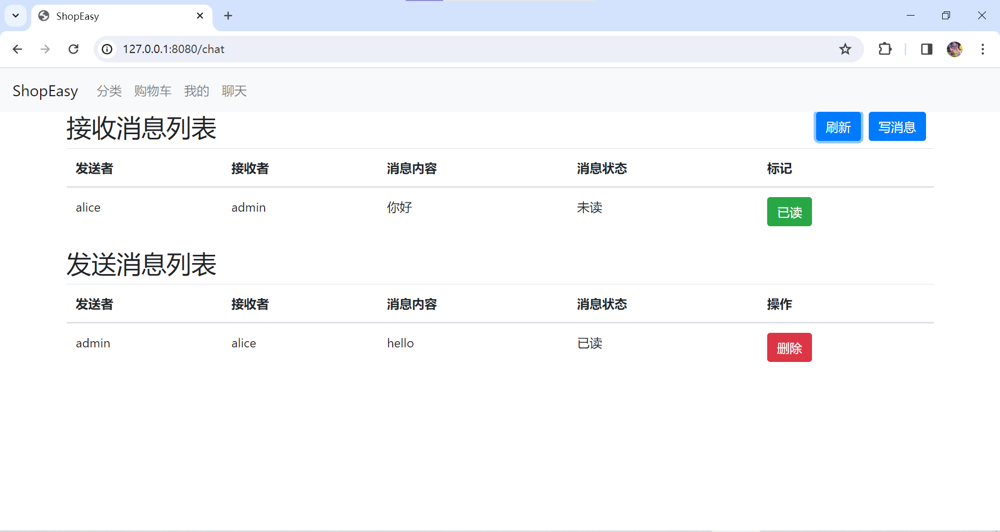 ShopEasy
127.0.0.1:8080/chat
ShopEasy 分类 购物车 我的 聊天
接收消息列表 刷新 写消息
发送者 接收者 消息内容 消息状态 标记
alice admin 你好 未读 已读
发送消息列表
发送者 接收者 消息内容 消息状态 操作
admin alice hello 已读 删除